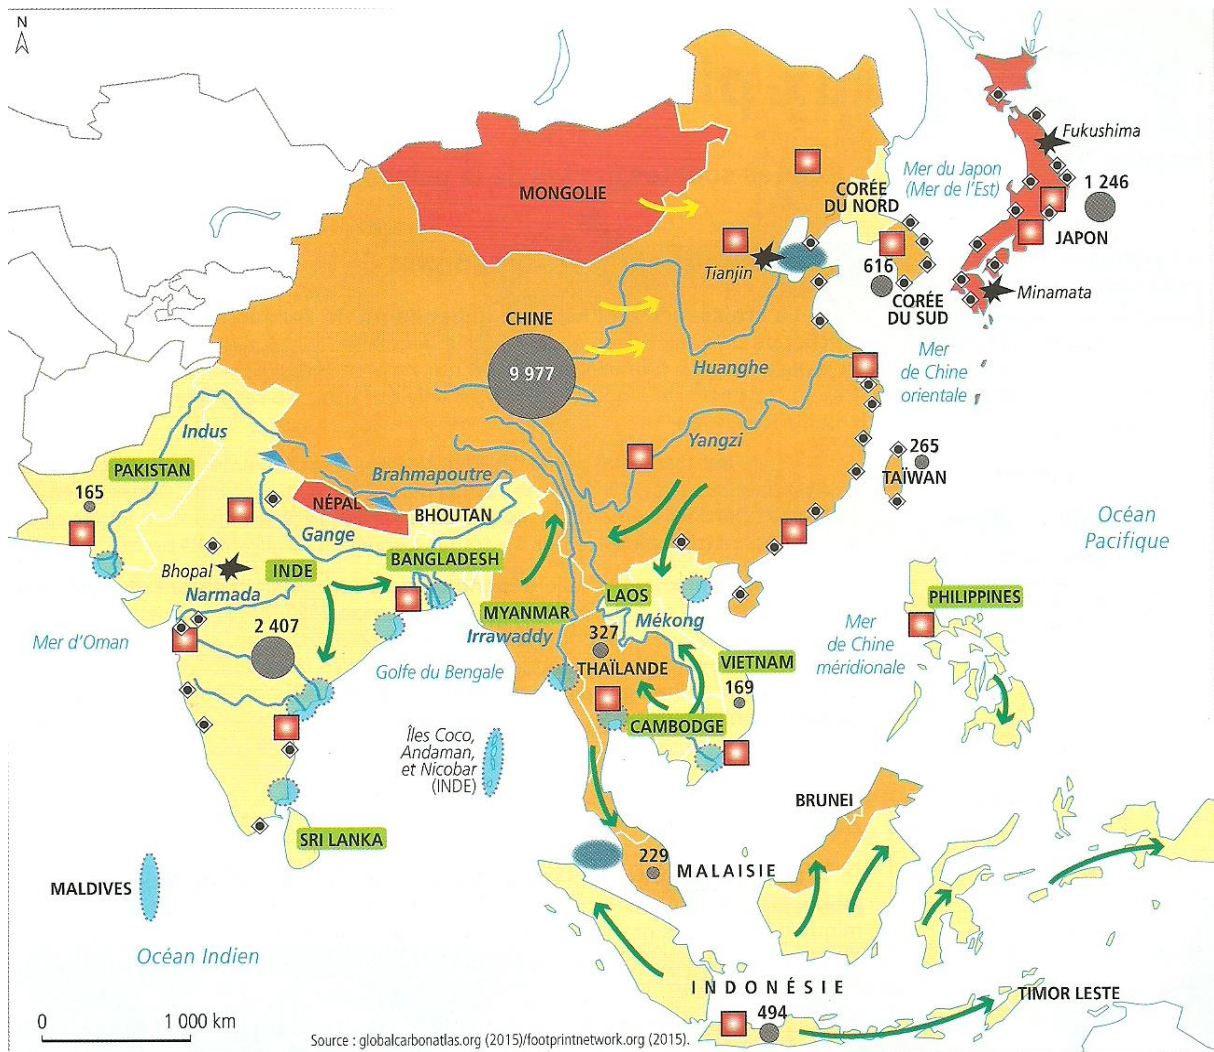 N
Fukushima
Mer du Japon
(Mer de l'Est)
1 246
MONGOLIE
CORÉE
DU NORD
JAPON
Tianjin
616
Minamata
CORÉE
DU SUD
CHINE
9 977
Huanghe
Mer
de Chine
orientale
Indus
Yangzi
PAKISTAN
Brahmapoutre
265
TAÏWAN
165
NÉPAL
BHOUTAN
Gange
Océan
Pacifique
BANGLADESH
Bhopal
INDE
Narmada
MYANMAR
LAOS
PHILIPPINES
Mékong
2 407
Irrawaddy
327
Mer d'Oman
Mer
de Chine
méridionale
Golfe du Bengale
THAÏLANDE
VIETNAM
169
CAMBODGE
Îles Coco,
Andaman,
et Nicobar
(INDE)
BRUNEI
SRI LANKA
229
MALAISIE
MALDIVES
Océan Indien
INDONÉSIE
TIMOR LESTE
494
0
1 000 km
Source : globalcarbonatlas.org (2015)/footprintnetwork.org (2015).